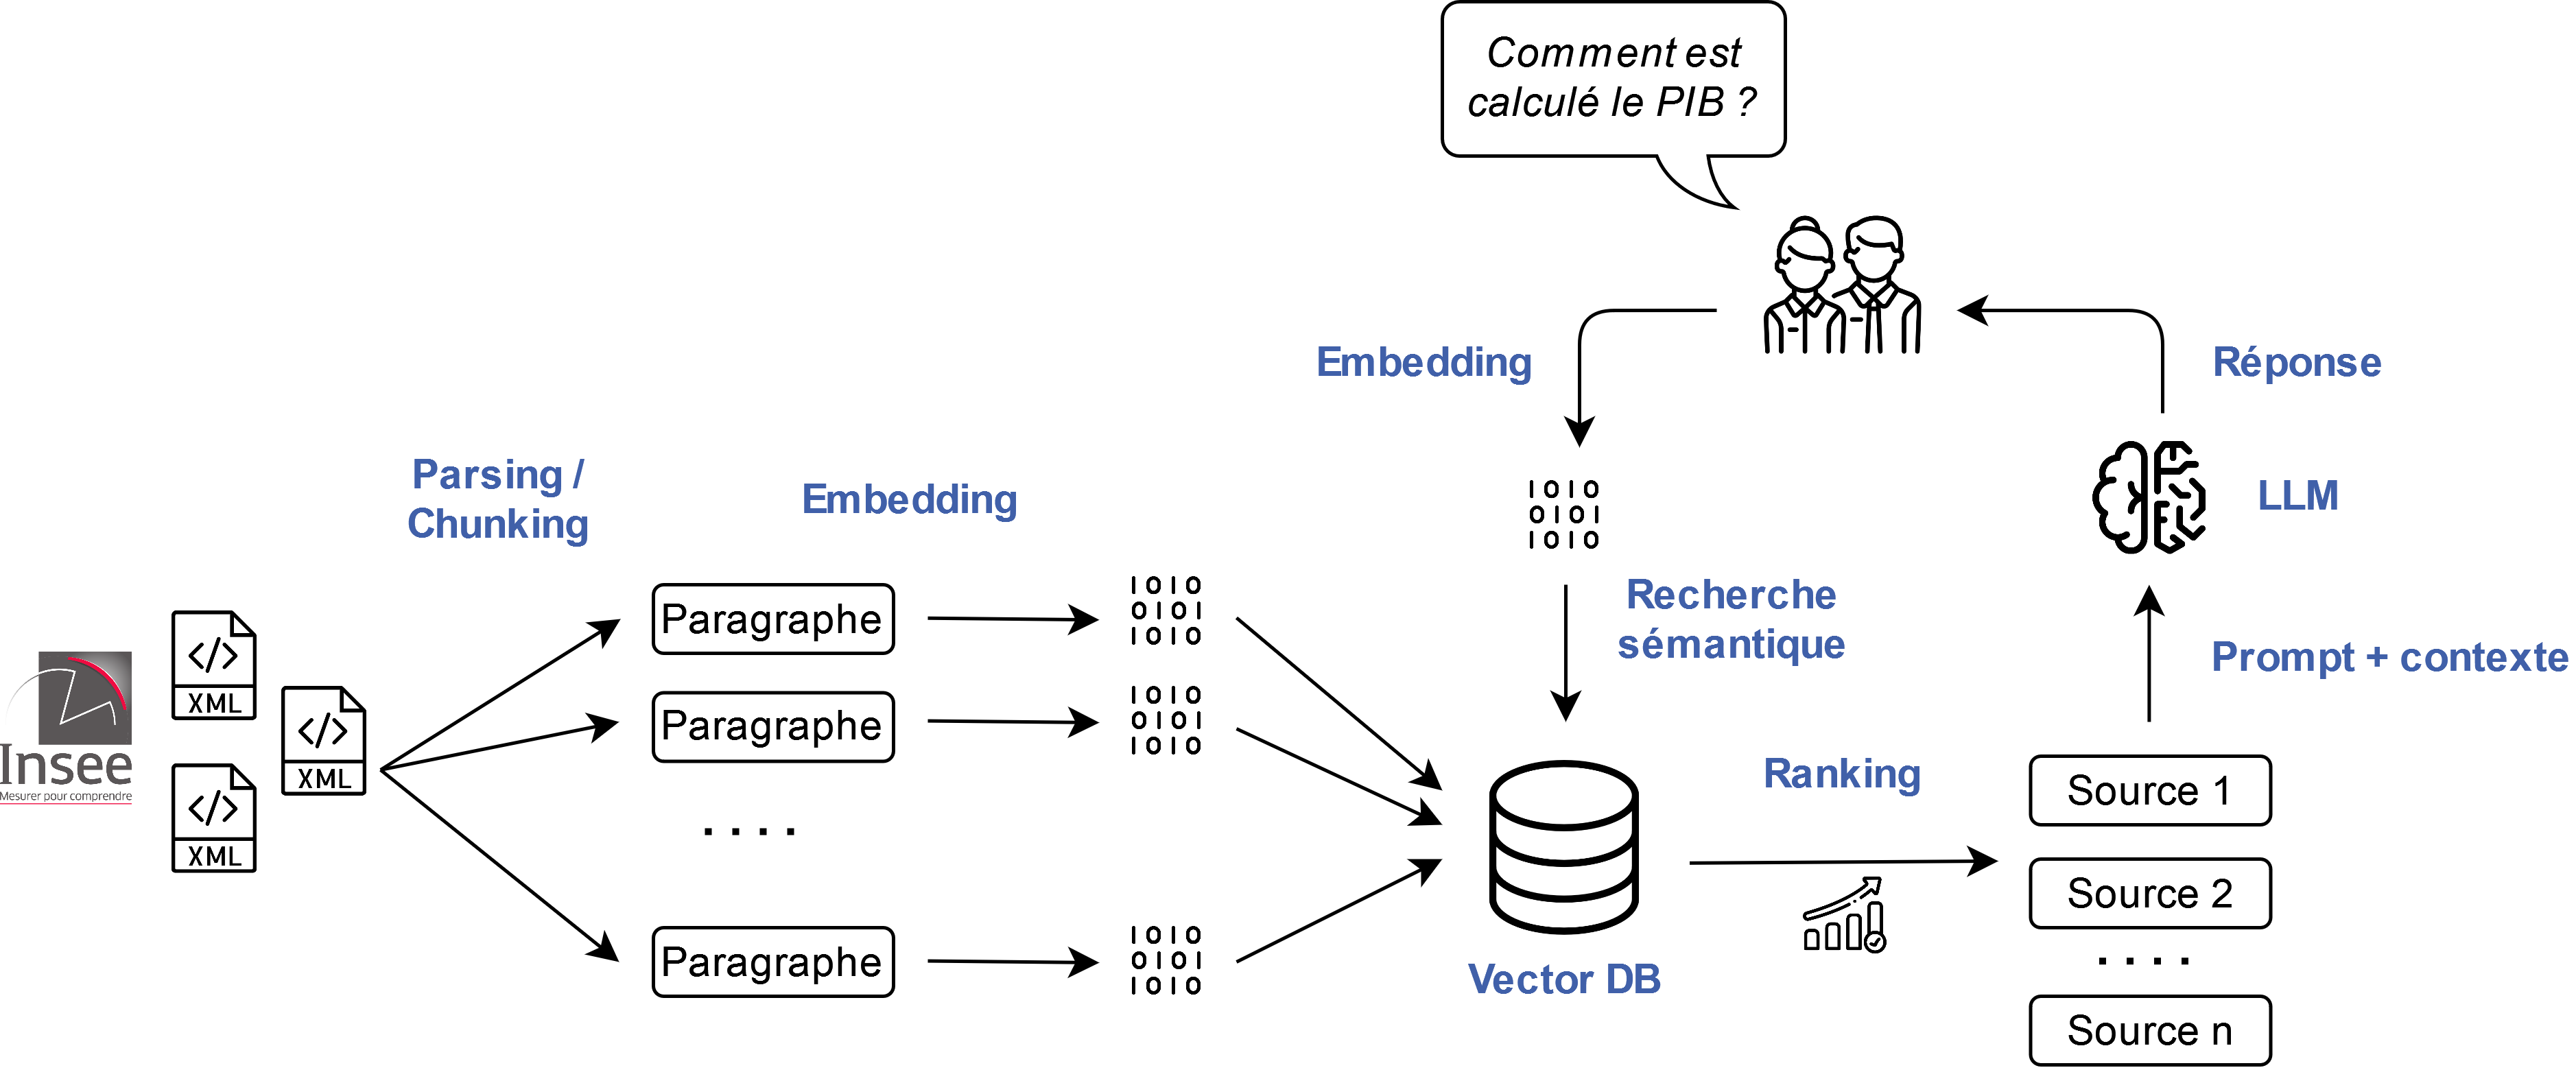 Comment est
calculé le PIB ?
Embedding
Réponse
Parsing /
Chunking
Embedding
1010
0101
1010
LLM
Recherche
sémantique
Prompt + contexte
Insee
Mesurer pour comprendre
</>
XML
</>
XML
</>
XML
Paragraphe
1010
0101
1010
Paragraphe
1010
0101
1010
. . . .
Paragraphe
1010
0101
1010
Vector DB
Ranking
Source 1
Source 2
. . . .
Source n